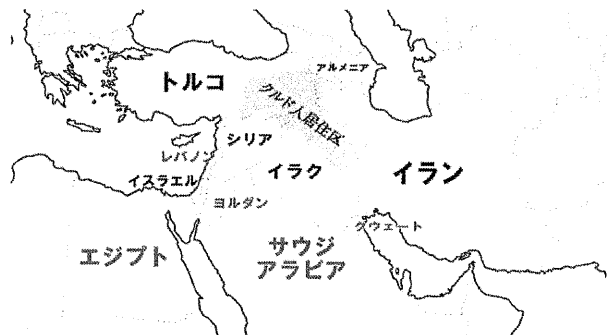 アルメニア
トルコ
クルド人居住区
シリア
レバノン
イラク
イラン
イスラエル
ヨルダン
クウェート
エジプト
サウジ
アラビア